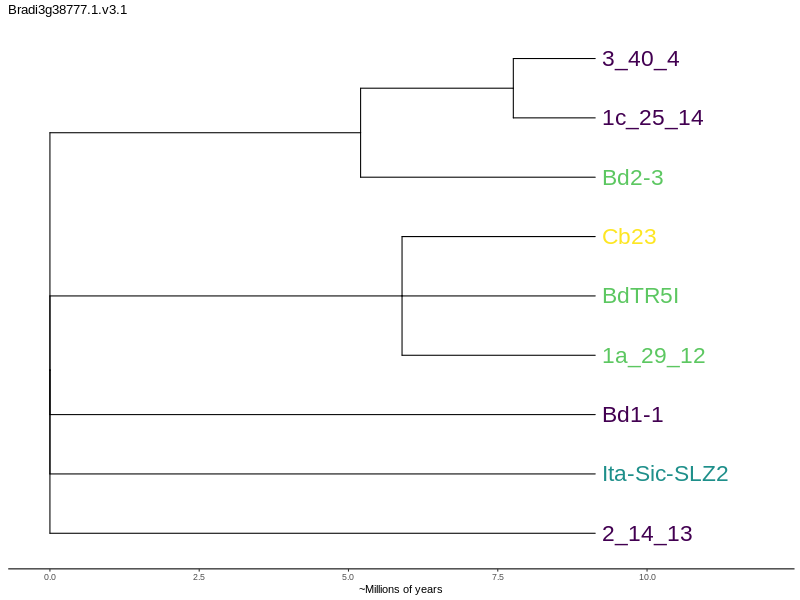 Bradi3g38777.1.v3.1
3_40_4
1c_25_14
Bd2-3
Cb23
BdTR5I
1a_29_12
Bd1-1
Ita-Sic-SLZ2
2_14_13
0.0 2.5 5.0 7.5 10.0
~Millions of years